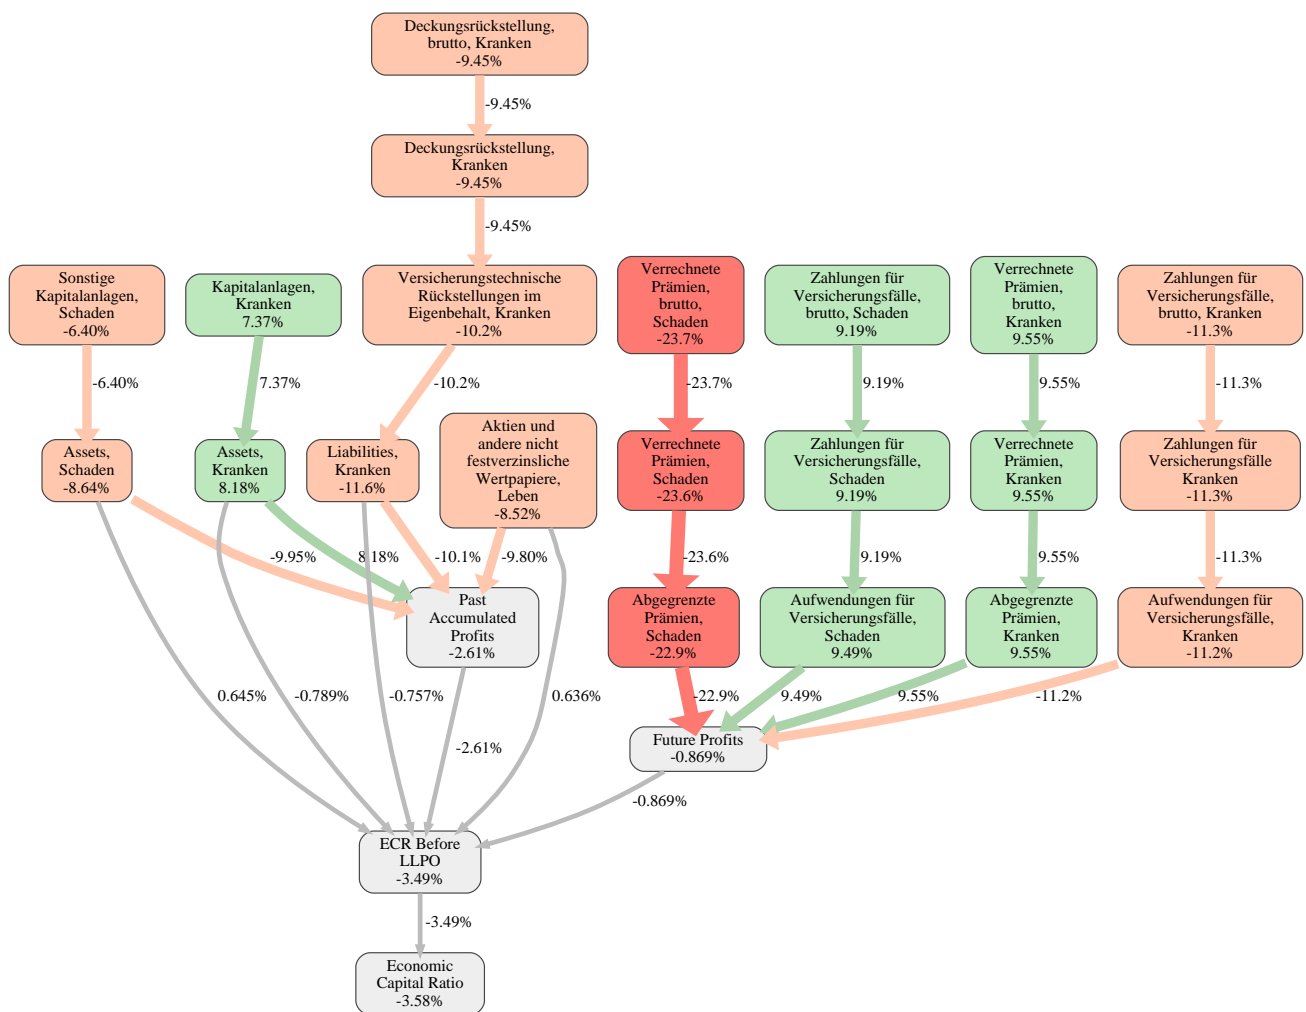 Deckungsrückstellung,
brutto, Kranken
-9.45%
-9.45%
Deckungsrückstellung,
Kranken
-9.45%
-9.45%
Sonstige
Kapitalanlagen,
Schaden
-6.40%
Kapitalanlagen,
Kranken
7.37%
Versicherungstechnische
Rückstellungen im
Eigenbehalt, Kranken
-10.2%
Verrechnete
Prämien,
brutto,
Schaden
-23.7%
Zahlungen für
Versicherungsfälle,
brutto, Schaden
9.19%
Verrechnete
Prämien,
brutto,
Kranken
9.55%
Zahlungen für
Versicherungsfälle,
brutto, Kranken
-11.3%
-6.40%
7.37%
-10.2%
-23.7%
9.19%
9.55%
-11.3%
Assets,
Schaden
-8.64%
Assets,
Kranken
8.18%
Liabilities,
Kranken
-11.6%
Aktien und
andere nicht
festverzinsliche
Wertpapiere,
Leben
-8.52%
Verrechnete
Prämien,
Schaden
-23.6%
Zahlungen für
Versicherungsfälle,
Schaden
9.19%
Verrechnete
Prämien,
Kranken
9.55%
Zahlungen für
Versicherungsfälle
Kranken
-11.3%
-9.95%
8.18%
-10.1%
-9.80%
-23.6%
9.19%
9.55%
-11.3%
Past
Accumulated
Profits
-2.61%
Abgegrenzte
Prämien,
Schaden
-22.9%
Aufwendungen für
Versicherungsfälle,
Schaden
9.49%
Abgegrenzte
Prämien,
Kranken
9.55%
Aufwendungen für
Versicherungsfälle,
Kranken
-11.2%
0.645%
-0.789%
-0.757%
0.636%
-22.9%
9.49%
9.55%
-11.2%
-2.61%
Future Profits
-0.869%
-0.869%
ECR Before
LLPO
-3.49%
-3.49%
Economic
Capital Ratio
-3.58%